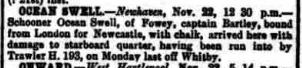 OCEAN SWELL.—Newhaven, Nov. 22, 12 30 p.m.—
Schooner Ocean Swell, of Fowey, captain Bartley, bound
from London for Newcastle, with chalk, arrived here with
damage to starboard quarter, having been run into by
Trawler H. 193, on Monday last off Whitby.